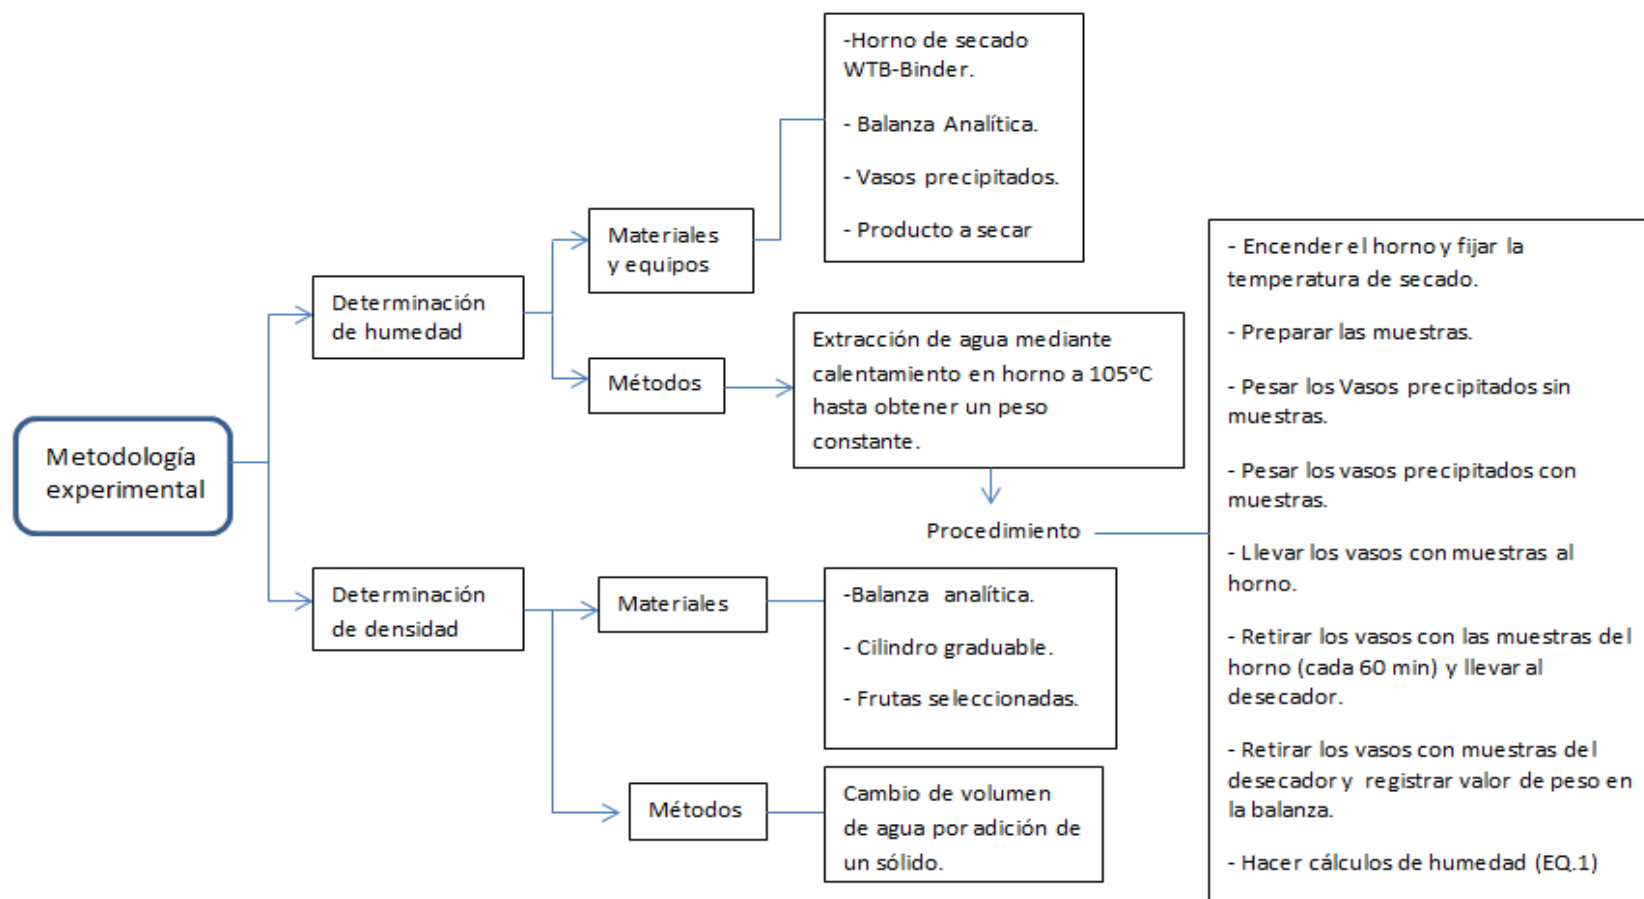 Metodología
experimental
Determinación
de humedad
Materiales
y equipos
-Horno de secado
WTB-Binder.
- Balanza Analítica.
- Vasos precipitados.
- Producto a secar
Métodos
Extracción de agua mediante
calentamiento en horno a 105°C
hasta obtener un peso
constante.
Procedimiento
- Encender el horno y fijar la
temperatura de secado.
- Preparar las muestras.
- Pesar los Vasos precipitados sin
muestras.
- Pesar los vasos precipitados con
muestras.
- Llevar los vasos con muestras al
horno.
- Retirar los vasos con las muestras del
horno (cada 60 min) y llevar al
desecador.
- Retirar los vasos con muestras del
desecador y registrar valor de peso en
la balanza.
- Hacer cálculos de humedad (EQ.1)
Determinación
de densidad
Materiales
-Balanza analítica.
- Cilindro graduable.
- Frutas seleccionadas.
Métodos
Cambio de volumen
de agua por adición de
un sólido.